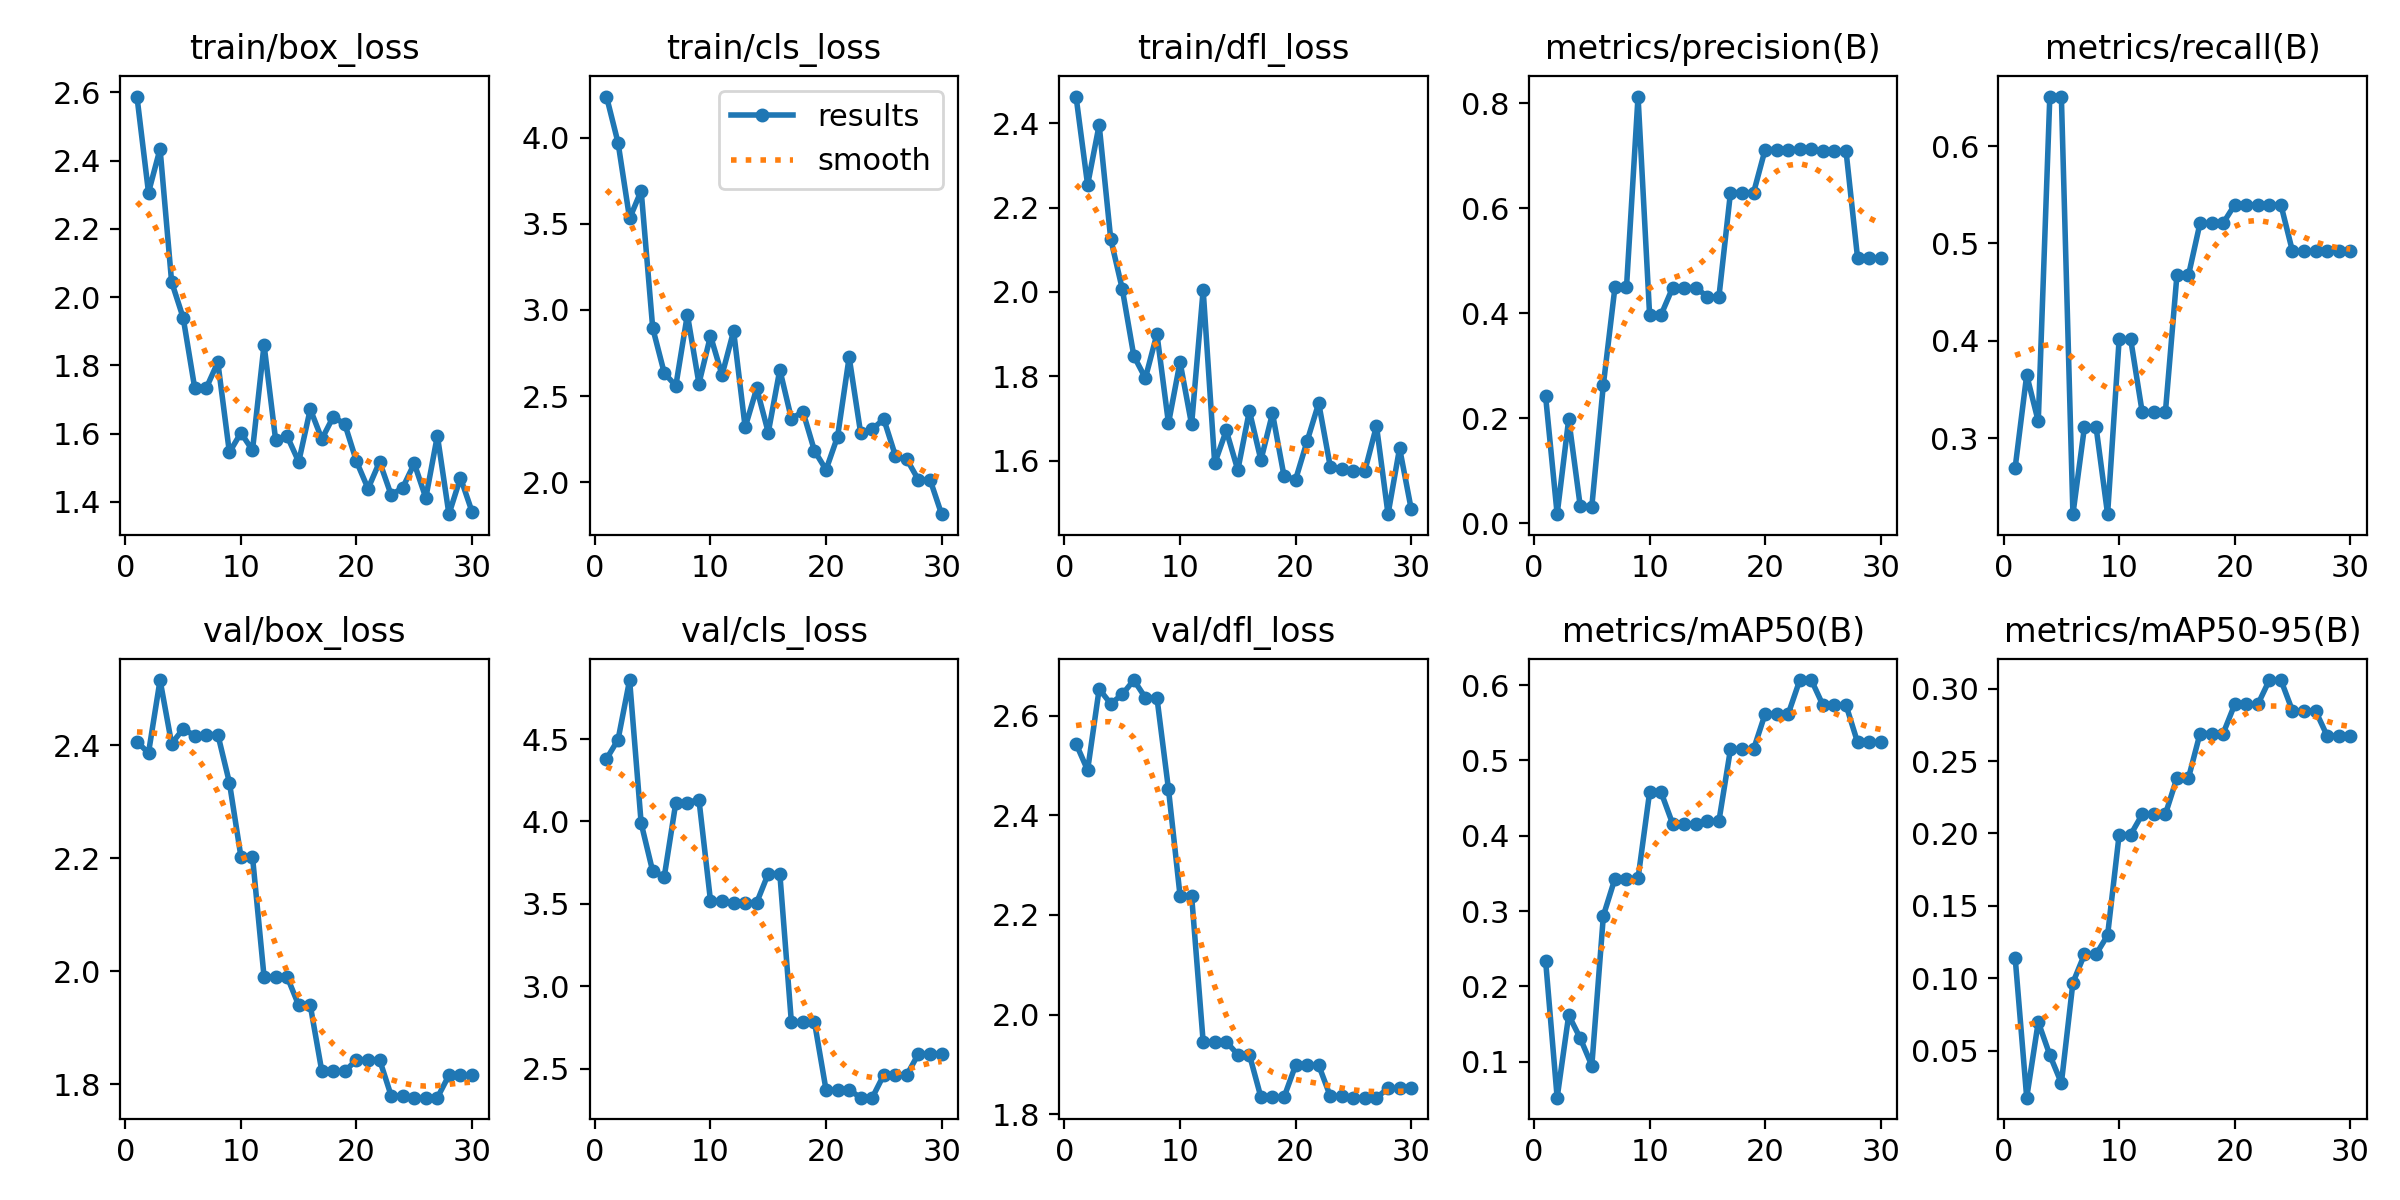 train/box_loss
2.6
2.4
2.2
2.0
1.8
1.6
1.4
0 10 20 30
train/cls_loss
results
smooth
4.0
3.5
3.0
2.5
2.0
0 10 20 30
train/dfl_loss
2.4
2.2
2.0
1.8
1.6
0 10 20 30
metrics/precision(B)
0.8
0.6
0.4
0.2
0.0
0 10 20 30
metrics/recall(B)
0.6
0.5
0.4
0.3
0 10 20 30
val/box_loss
2.4
2.2
2.0
1.8
0 10 20 30
val/cls_loss
4.5
4.0
3.5
3.0
2.5
0 10 20 30
val/dfl_loss
2.6
2.4
2.2
2.0
1.8
0 10 20 30
metrics/mAP50(B)
0.6
0.5
0.4
0.3
0.2
0.1
0 10 20 30
metrics/mAP50-95(B)
0.30
0.25
0.20
0.15
0.10
0.05
0 10 20 30